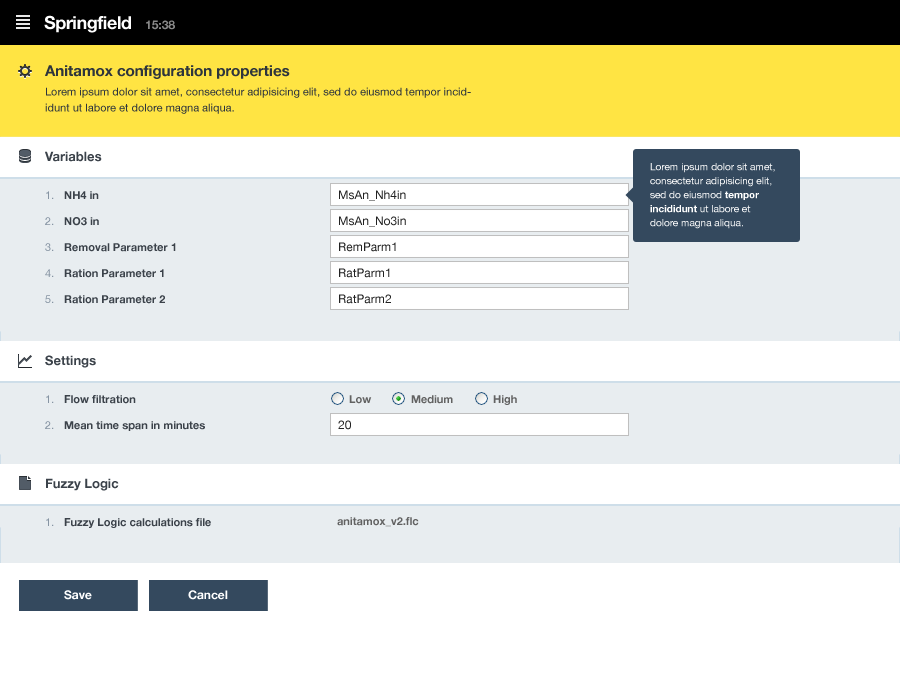 Springfield 15:38
Anitamox configuration properties
Lorem ipsum dolor sit amet, consectetur adipisicing elit, sed do eiusmod tempor incid-
idunt ut labore et dolore magna aliqua.
Variables
1. NH4 in MsAn_Nh4in
2. NO3 in MsAn_No3in
3. Removal Parameter 1 RemParm1
4. Ration Parameter 1 RatParm1
5. Ration Parameter 2 RatParm2
Lorem ipsum dolor sit amet,
consectetur adipisicing elit,
sed do eiusmod tempor
incididunt ut labore et
dolore magna aliqua.
Settings
1. Flow filtration Low Medium High
2. Mean time span in minutes 20
Fuzzy Logic
1. Fuzzy Logic calculations file anitamox_v2.flc
Save Cancel